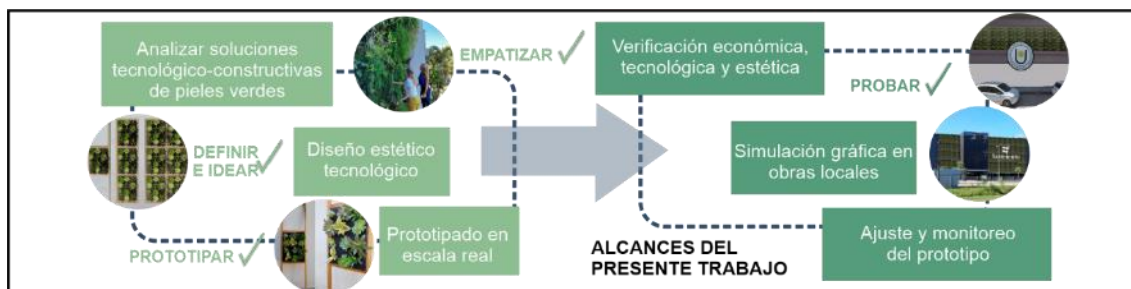 Analizar soluciones
tecnológico-constructivas
de pieles verdes
EMPATIZAR
DEFINIR
E IDEAR
Diseño estético
tecnológico
PROTOTIPAR
Prototipado en
escala real
Verificación económica,
tecnológica y estética
PROBAR
Simulación gráfica en
obras locales
Ajuste y monitoreo
del prototipo
ALCANCES DEL
PRESENTE TRABAJO